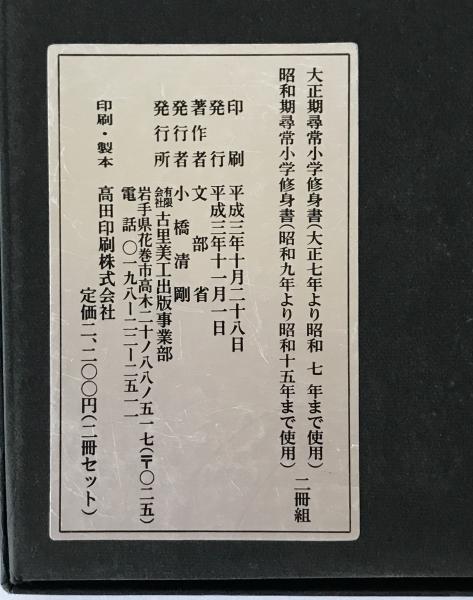 大正期尋常小学修身書(大正七年より昭和 七 年まで使用)
昭和期尋常小学修身書(昭和九年より昭和十五年まで使用)
二冊組
印刷 平成三年十月二十八日
発行 平成三年十一月一日
著作者 文部省
発行者 小橋清剛
発行所 有限会社 古里美工出版事業部
岩手県花巻市高木二十ノ八八ノ五一七(〒〇二五)
電話 〇一九八ー二二ー二五一一
印刷・製本 高田印刷株式会社
定価二、二〇〇円(二冊セット)